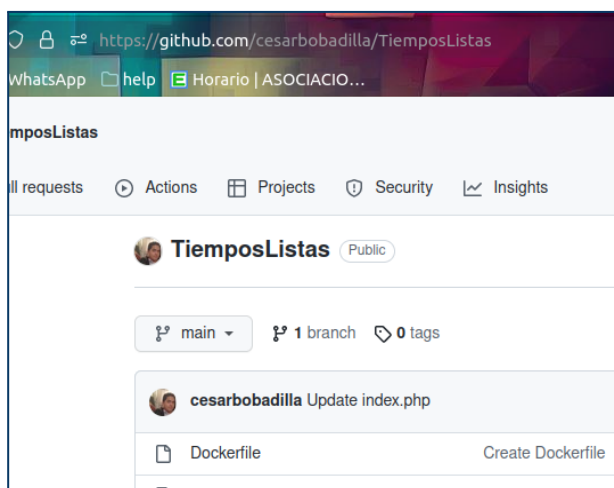 https://github.com/cesarbobadilla/TiemposListas
WhatsApp help Horario | ASOCIACIO...
mposListas
ll requests Actions Projects Security Insights
TiemposListas Public
main 1 branch 0 tags
cesarbobadilla Update index.php
Dockerfile Create Dockerfile